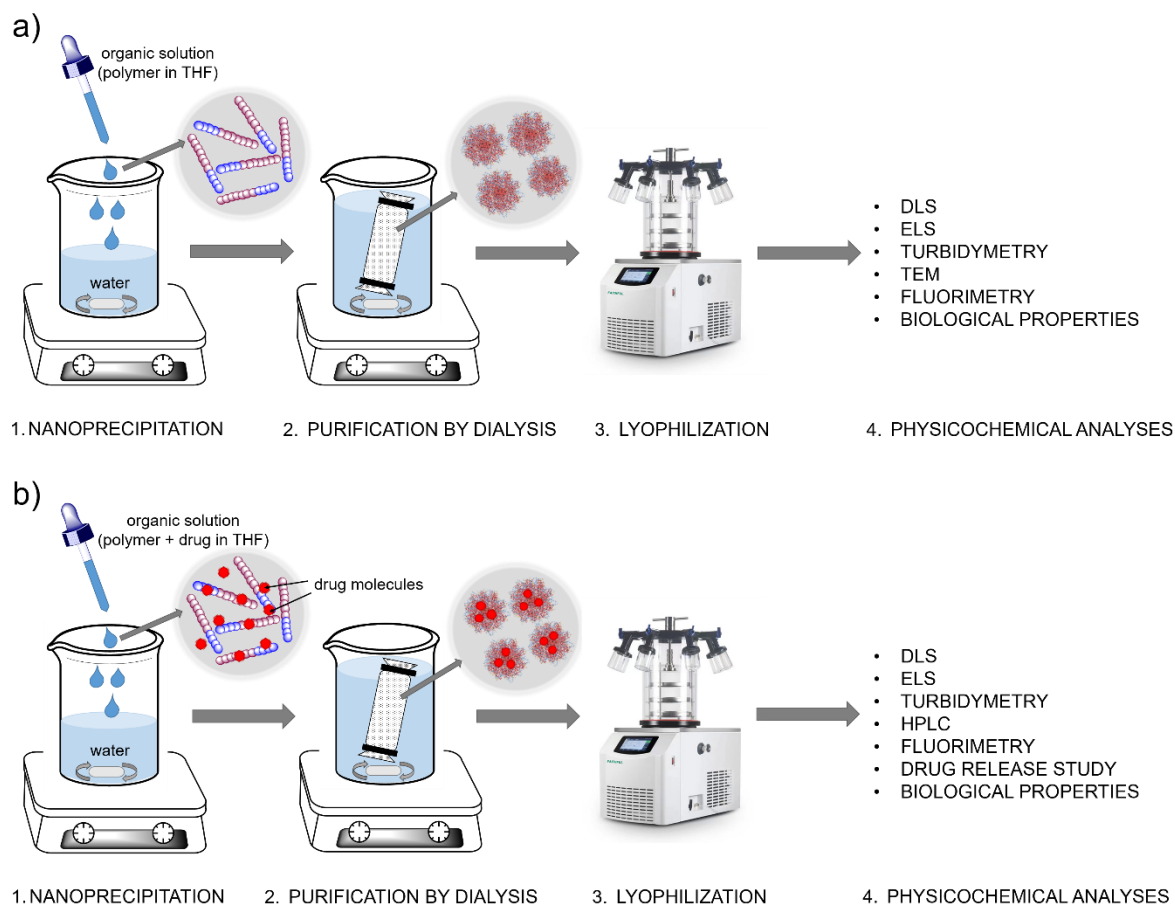 a)
organic solution
(polymer in THF)
water
• DLS
• ELS
• TURBIDYMETRY
• TEM
• FLUORIMETRY
• BIOLOGICAL PROPERTIES
1. NANOPRECIPITATION
2. PURIFICATION BY DIALYSIS
3. LYOPHILIZATION
4. PHYSICOCHEMICAL ANALYSES
b)
organic solution
(polymer + drug in THF)
drug molecules
water
• DLS
• ELS
• TURBIDYMETRY
• HPLC
• FLUORIMETRY
• DRUG RELEASE STUDY
• BIOLOGICAL PROPERTIES
1. NANOPRECIPITATION
2. PURIFICATION BY DIALYSIS
3. LYOPHILIZATION
4. PHYSICOCHEMICAL ANALYSES